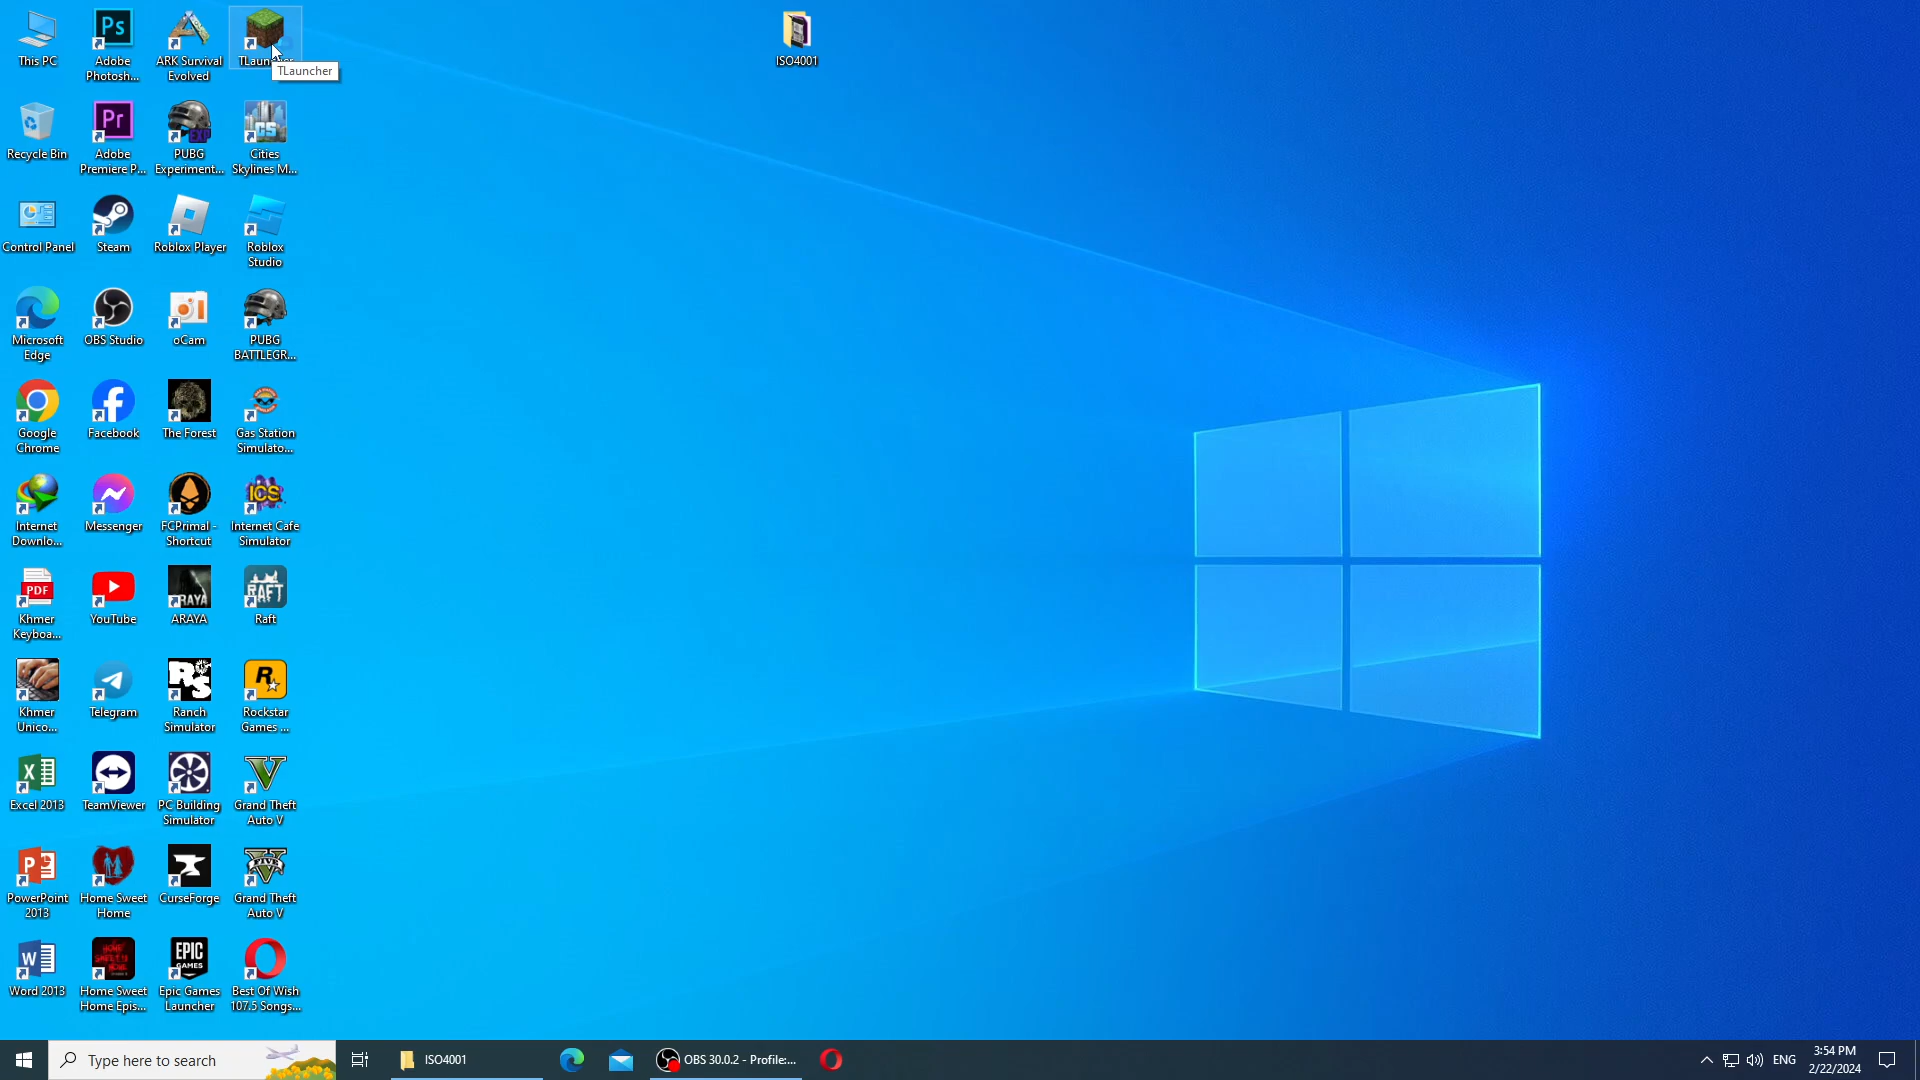 This PC
Adobe
Photosh...
ARK Survival
Evolved
TLauncher
ISO4001
Recycle Bin
Adobe
Premiere P...
PUBG
Experiment...
Cities
Skylines M...
Control Panel
Steam
Roblox Player
Roblox
Studio
Microsoft
Edge
OBS Studio
oCam
PUBG
BATTLEGR...
Google
Chrome
Facebook
The Forest
Gas Station
Simulato...
Internet
Downlo...
Messenger
FCPrimal -
Shortcut
Internet Cafe
Simulator
Khmer
Keyboa...
YouTube
ARAYA
Raft
Khmer
Unico...
Telegram
Ranch
Simulator
Rockstar
Games ...
Excel 2013
TeamViewer
PC Building
Simulator
Grand Theft
Auto V
PowerPoint
2013
Home Sweet
Home
CurseForge
Grand Theft
Auto V
Word 2013
Home Sweet
Home Epis...
Epic Games
Launcher
Best Of Wish
107.5 Songs...
Type here to search
ISO4001
OBS 30.0.2 - Profile:...
ENG
3:54 PM
2/22/2024